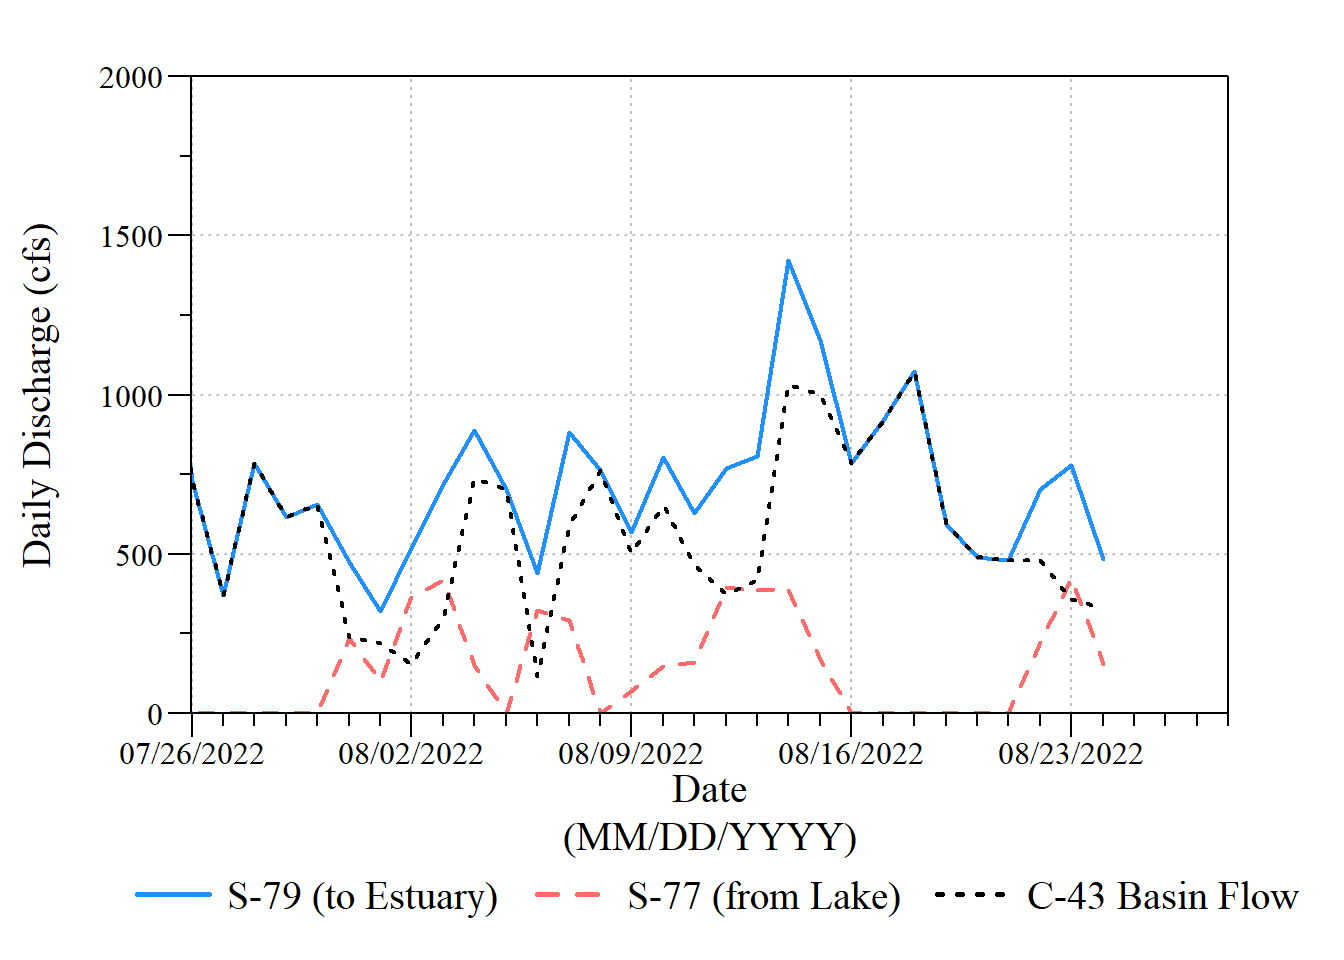 2000
1500
1000
500
0
Daily Discharge (cfs)
07/26/2022 08/02/2022 08/09/2022 08/16/2022 08/23/2022
Date
(MM/DD/YYYY)
S-79 (to Estuary) S-77 (from Lake) C-43 Basin Flow